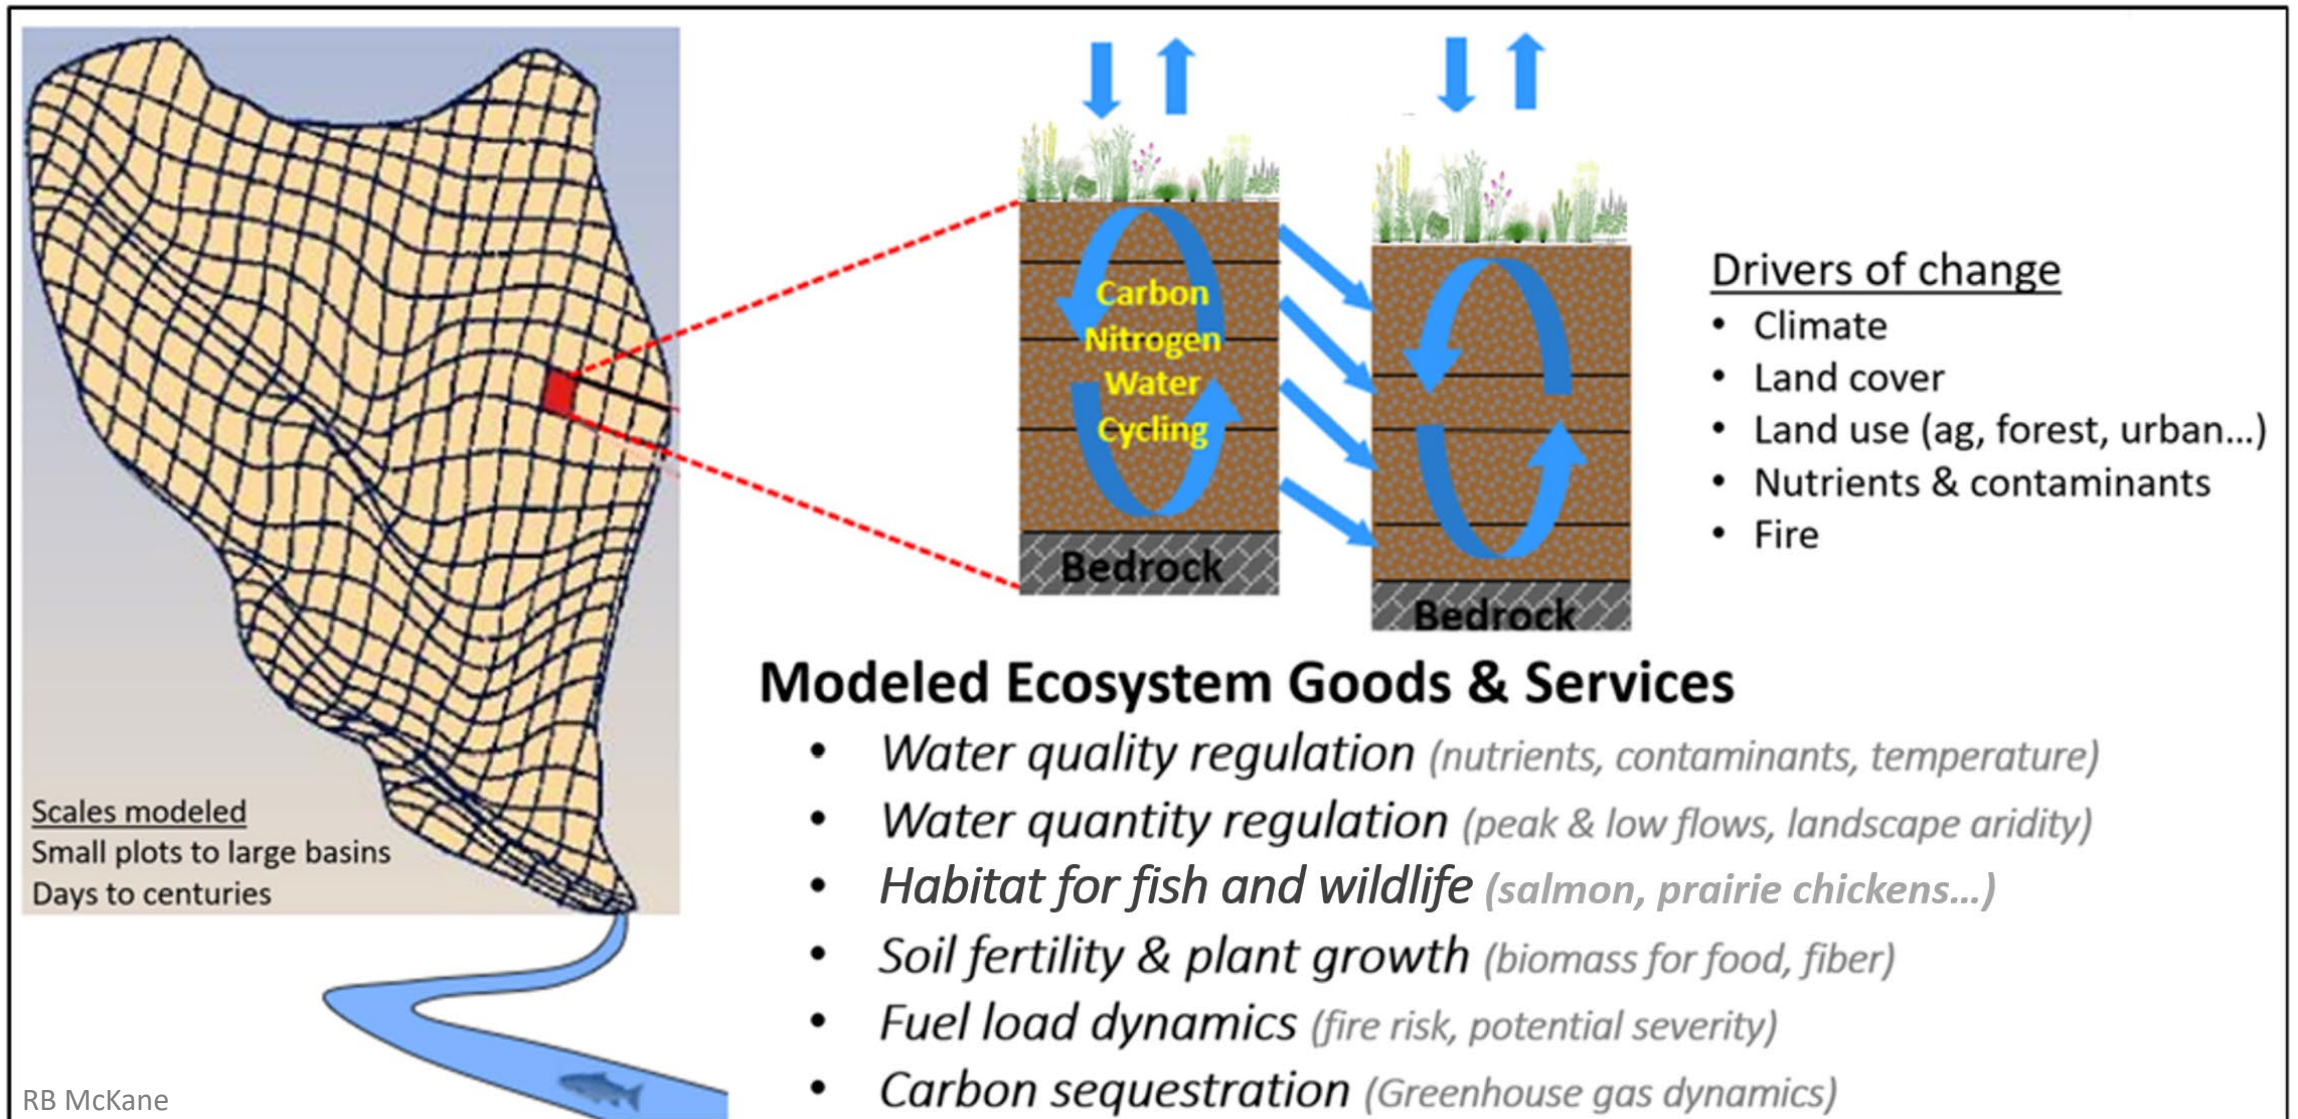 Carbon
Nitrogen
Water
Cycling
Bedrock
Bedrock
Drivers of change
• Climate
• Land cover
• Land use (ag, forest, urban...)
• Nutrients & contaminants
• Fire
Modeled Ecosystem Goods & Services
• Water quality regulation (nutrients, contaminants, temperature)
• Water quantity regulation (peak & low flows, landscape aridity)
• Habitat for fish and wildlife (salmon, prairie chickens...)
• Soil fertility & plant growth (biomass for food, fiber)
• Fuel load dynamics (fire risk, potential severity)
• Carbon sequestration (Greenhouse gas dynamics)
Scales modeled
Small plots to large basins
Days to centuries
RB McKane